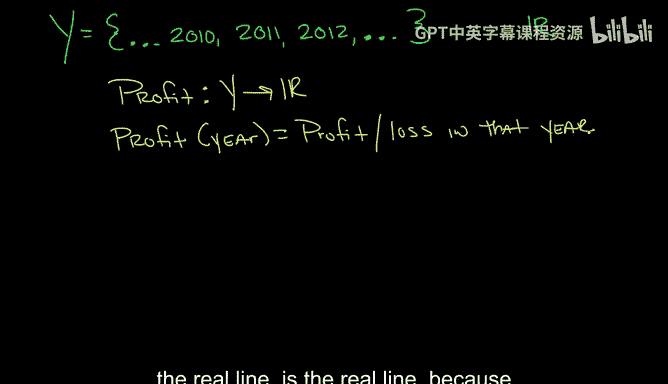 Y = {... 2010, 2011, 2012, ...} ℝ
GPT中英字幕课程资源 bilibili
Profit : Y → ℝ
Profit (year) = Profit / loss in that year.
the real line, is the real line, because